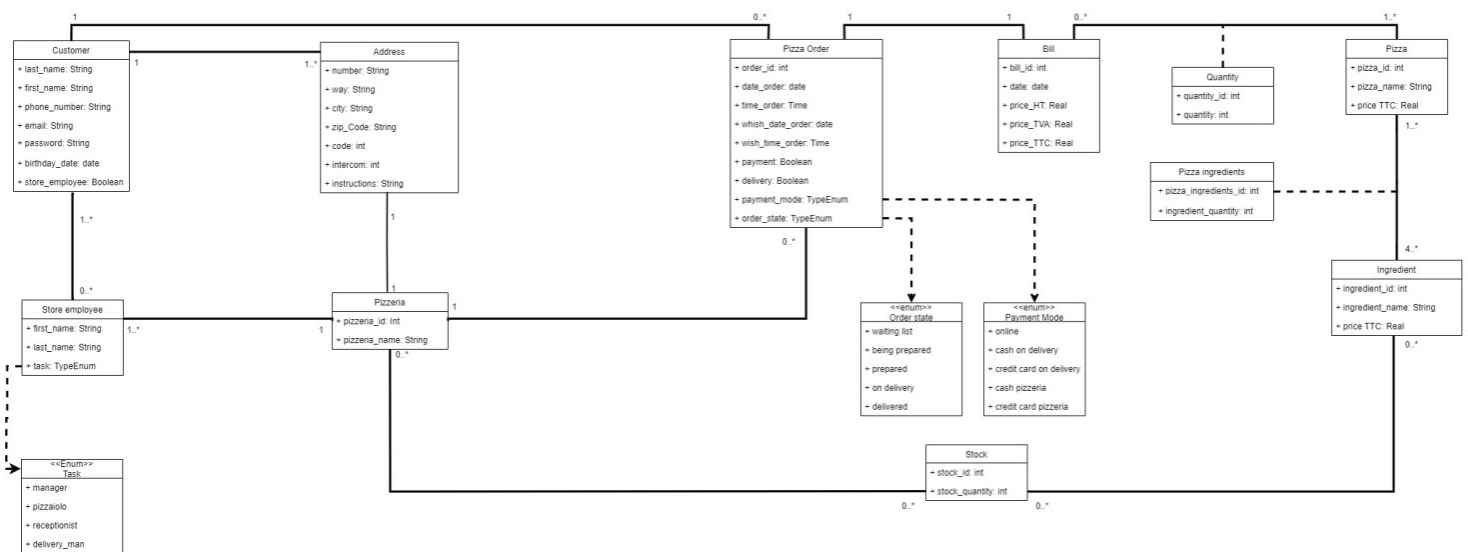 1
0..*
1
1
0..*
1..*
Customer
+ last_name: String
+ first_name: String
+ phone_number: String
+ email: String
+ password: String
+ birthday_date: date
+ store_employee: Boolean
1
1..*
Address
+ number: String
+ way: String
+ city: String
+ zip_Code: String
+ code: int
+ intercom: int
+ instructions: String
Pizza Order
+ order_id: int
+ date_order: date
+ time_order: Time
+ whish_date_order: date
+ wish_time_order: Time
+ payment: Boolean
+ delivery: Boolean
+ payment_mode: TypeEnum
+ order_state: TypeEnum
Bill
+ bill_id: int
+ date: date
+ price_HT: Real
+ price_TVA: Real
+ price_TTC: Real
Quantity
+ quantity_id: int
+ quantity: int
Pizza
+ pizza_id: int
+ pizza_name: String
+ price TTC: Real
1..*
Pizza ingredients
+ pizza_ingredients_id: int
+ ingredient_quantity: int
1..*
1
0..*
4..*
0..*
1
1
Store employee
+ first_name: String
+ last_name: String
+ task: TypeEnum
1..*
1
Pizzeria
+ pizzeria_id: Int
+ pizzeria_name: String
0..*
<<enum>>
Order state
+ waiting list
+ being prepared
+ prepared
+ on delivery
+ delivered
<<enum>>
Payment Mode
+ online
+ cash on delivery
+ credit card on delivery
+ cash pizzeria
+ credit card pizzeria
Ingredient
+ ingredient_id: int
+ ingredient_name: String
+ price TTC: Real
0..*
<<Enum>>
Task
+ manager
+ pizzaiolo
+ receptionist
+ delivery_man
Stock
+ stock_id: int
+ stock_quantity: int
0..*
0..*